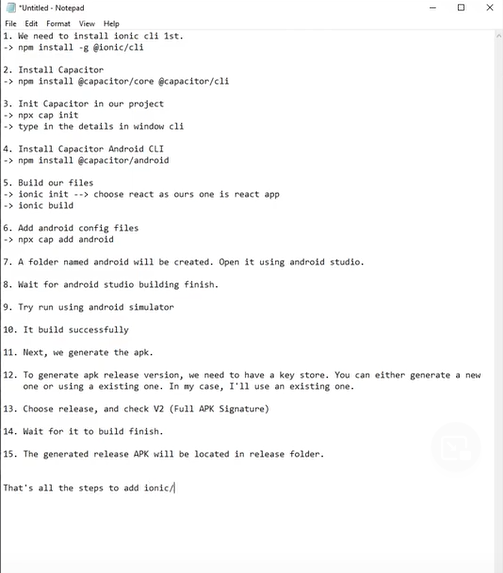 *Untitled - Notepad
File Edit Format View Help
1. We need to install ionic cli 1st.
-> npm install -g @ionic/cli
2. Install Capacitor
-> npm install @capacitor/core @capacitor/cli
3. Init Capacitor in our project
-> npx cap init
-> type in the details in window cli
4. Install Capacitor Android CLI
-> npm install @capacitor/android
5. Build our files
-> ionic init --> choose react as ours one is react app
-> ionic build
6. Add android config files
-> npx cap add android
7. A folder named android will be created. Open it using android studio.
8. Wait for android studio building finish.
9. Try run using android simulator
10. It build successfully
11. Next, we generate the apk.
12. To generate apk release version, we need to have a key store. You can either generate a new
one or using a existing one. In my case, I'll use an existing one.
13. Choose release, and check V2 (Full APK Signature)
14. Wait for it to build finish.
15. The generated release APK will be located in release folder.
That's all the steps to add ionic/